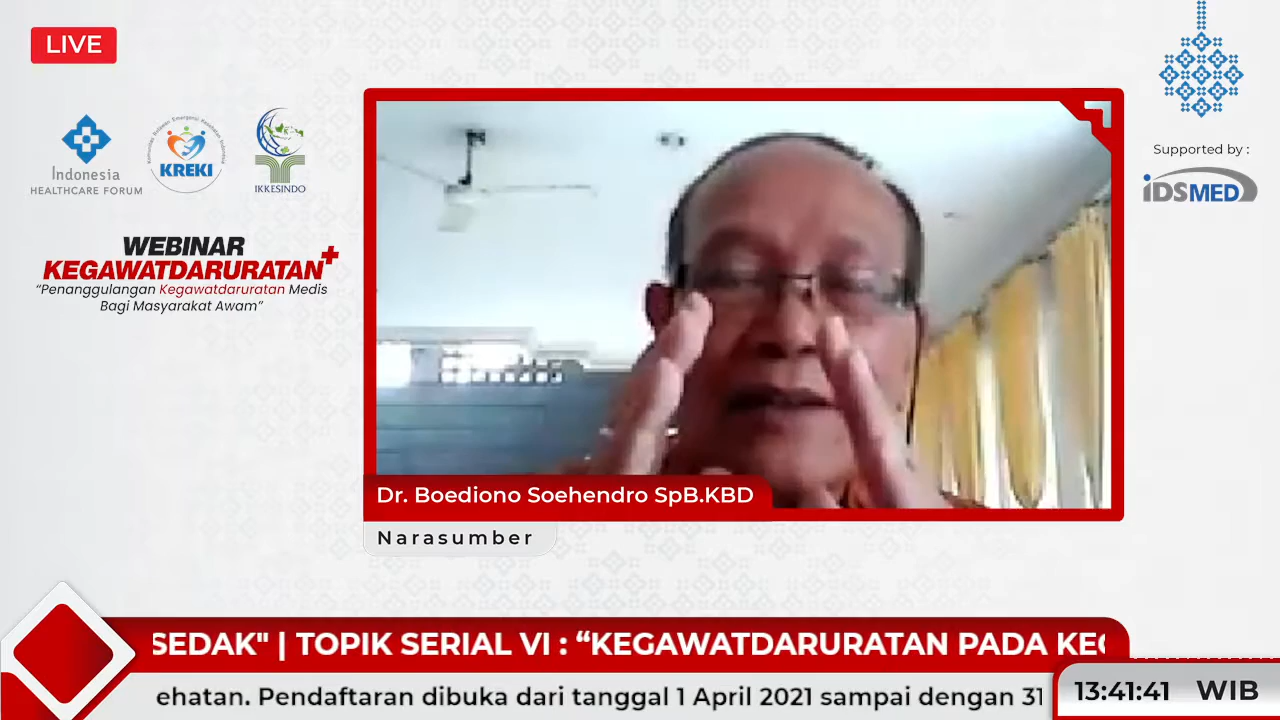 LIVE
Indonesia
HEALTHCARE FORUM
KREKI
IKKESINDO
WEBINAR
KEGAWATDARURATAN
“Penanggulangan Kegawatdaruratan Medis
Bagi Masyarakat Awam”
Supported by :
iDSMED
Dr. Boediono Soehendro SpB.KBD
Narasumber
SEDAK" | TOPIK SERIAL VI : “KEGAWATDARURATAN PADA KEC
ehatan. Pendaftaran dibuka dari tanggal 1 April 2021 sampai dengan 31
13:41:41 WIB